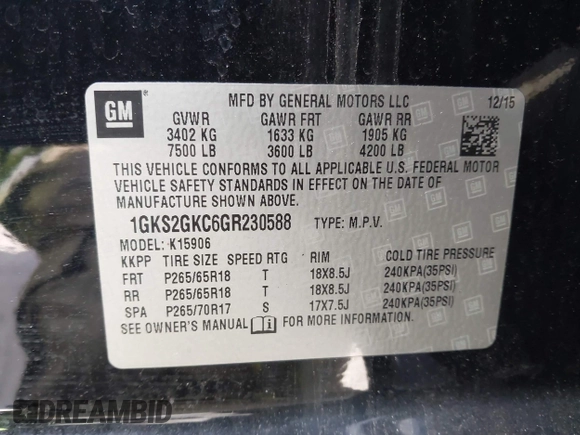 GM
MFD BY GENERAL MOTORS LLC 12/15
GVWR GAWR FRT GAWR RR
3402 KG 1633 KG 1905 KG
7500 LB 3600 LB 4200 LB
THIS VEHICLE CONFORMS TO ALL APPLICABLE U.S. FEDERAL MOTOR
VEHICLE SAFETY STANDARDS IN EFFECT ON THE DATE OF
MANUFACTURE SHOWN ABOVE.
1GKS2GKC6GR230588 TYPE: M.P.V.
MODEL: K15906
KKPP TIRE SIZE SPEED RTG RIM COLD TIRE PRESSURE
FRT P265/65R18 T 18X8.5J 240KPA(35PSI)
RR P265/65R18 T 18X8.5J 240KPA(35PSI)
SPA P265/70R17 S 17X7.5J 240KPA(35PSI)
SEE OWNER'S MANUAL FOR MORE INFORMATION.
DREAMBID